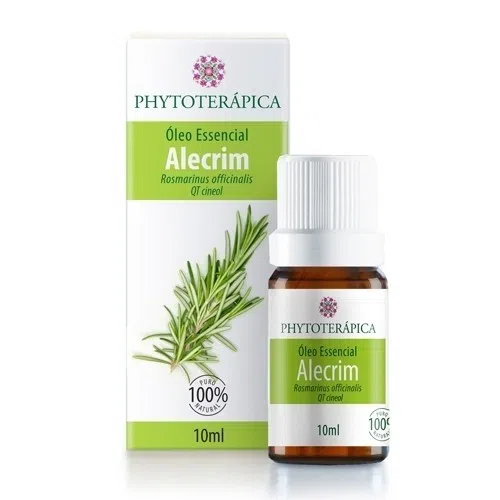 PHYTOTERÁPICA
Óleo Essencial
Alecrim
Rosmarinus officinalis
QT cineol
PURO
100%
NATURAL
10ml
PHYTOTERÁPICA
Óleo Essencial
Alecrim
Rosmarinus officinalis
QT cineol
10ml
100%